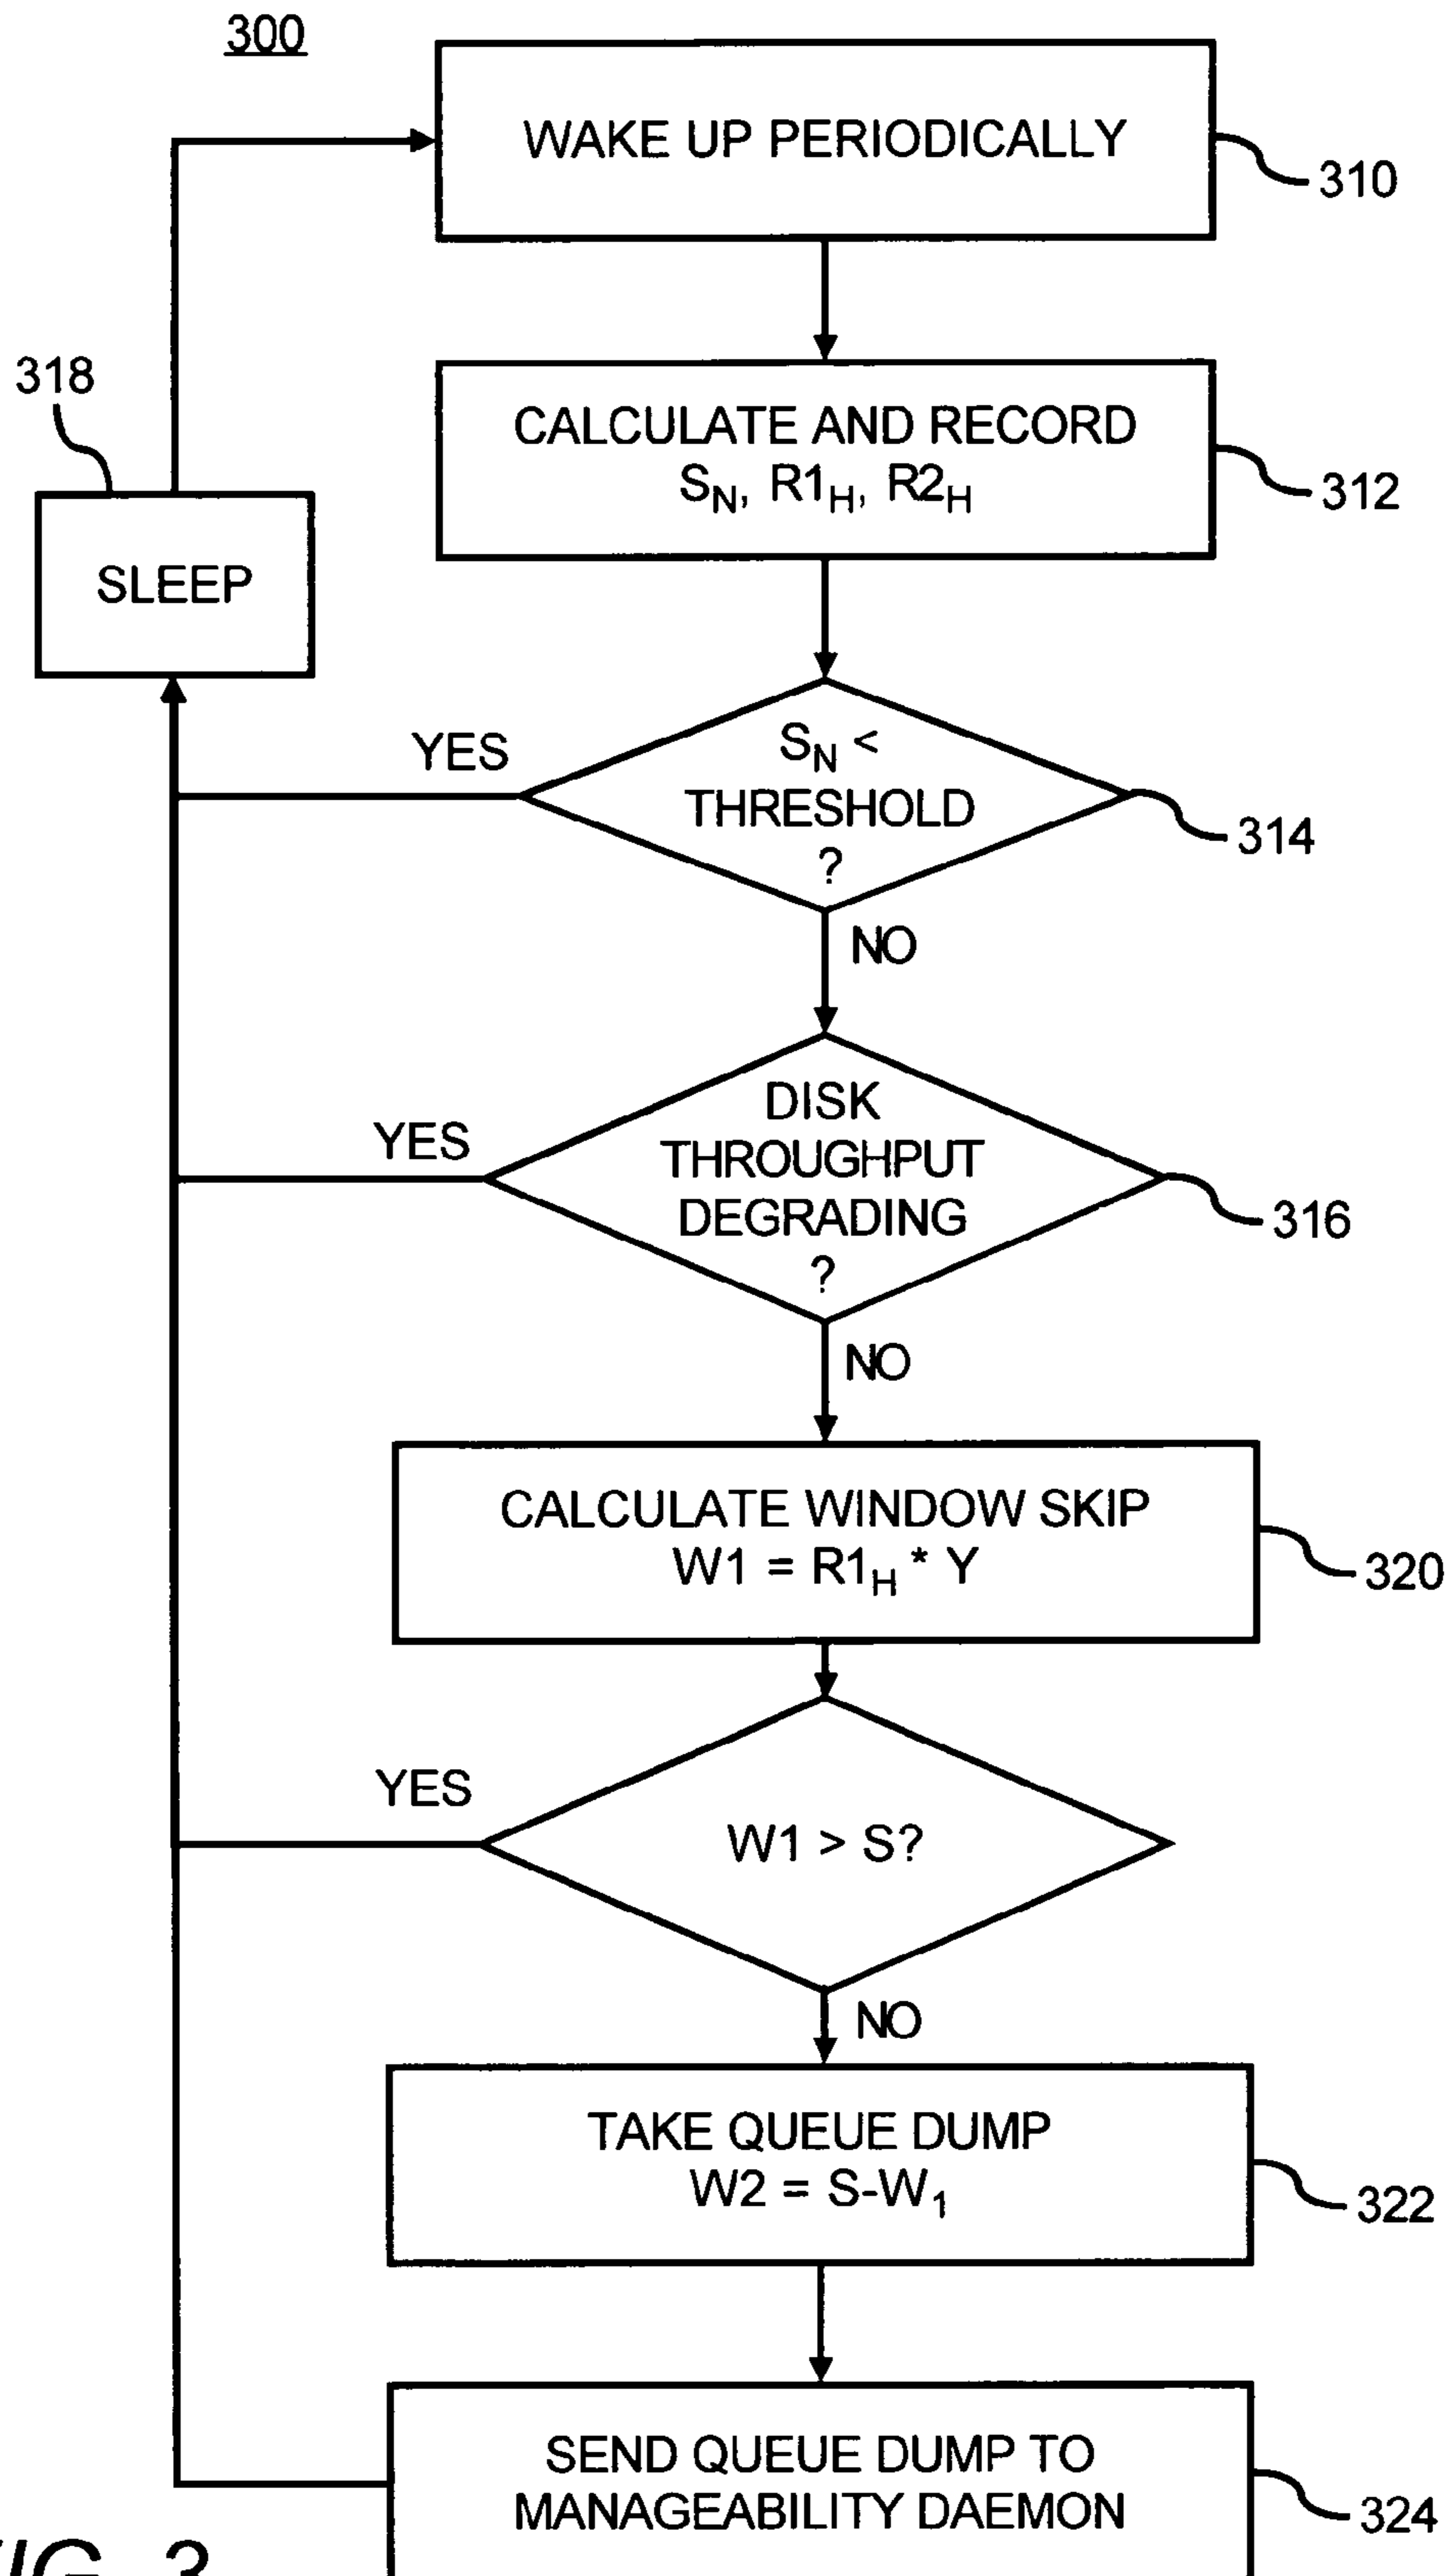 300
WAKE UP PERIODICALLY
310
CALCULATE AND RECORD
S_N, R1_H, R2_H
312
318
SLEEP
S_N <
THRESHOLD
?
314
YES
NO
DISK
THROUGHPUT
DEGRADING
?
316
YES
NO
CALCULATE WINDOW SKIP
W1 = R1_H * Y
320
W1 > S?
YES
NO
TAKE QUEUE DUMP
W2 = S-W_1
322
SEND QUEUE DUMP TO
MANAGEABILITY DAEMON
324